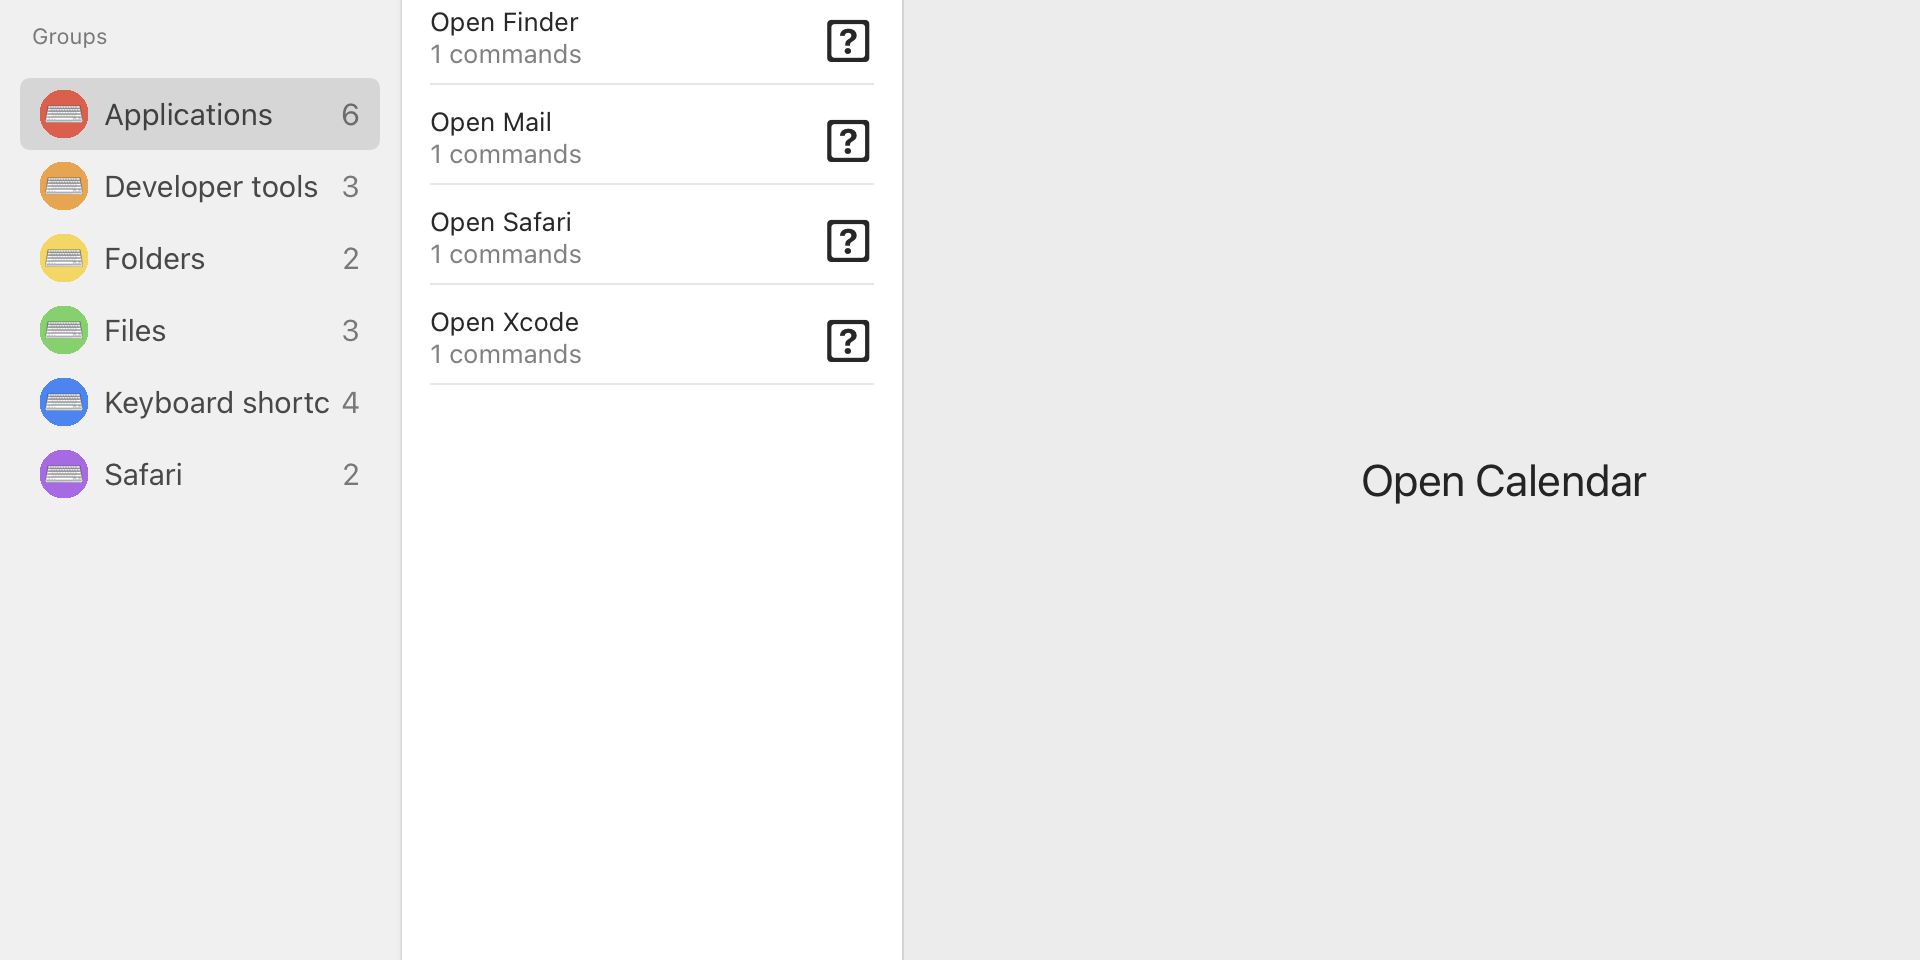 Groups
Applications 6
Developer tools 3
Folders 2
Files 3
Keyboard shortc 4
Safari 2
Open Finder
1 commands
?
Open Mail
1 commands
?
Open Safari
1 commands
?
Open Xcode
1 commands
?
Open Calendar